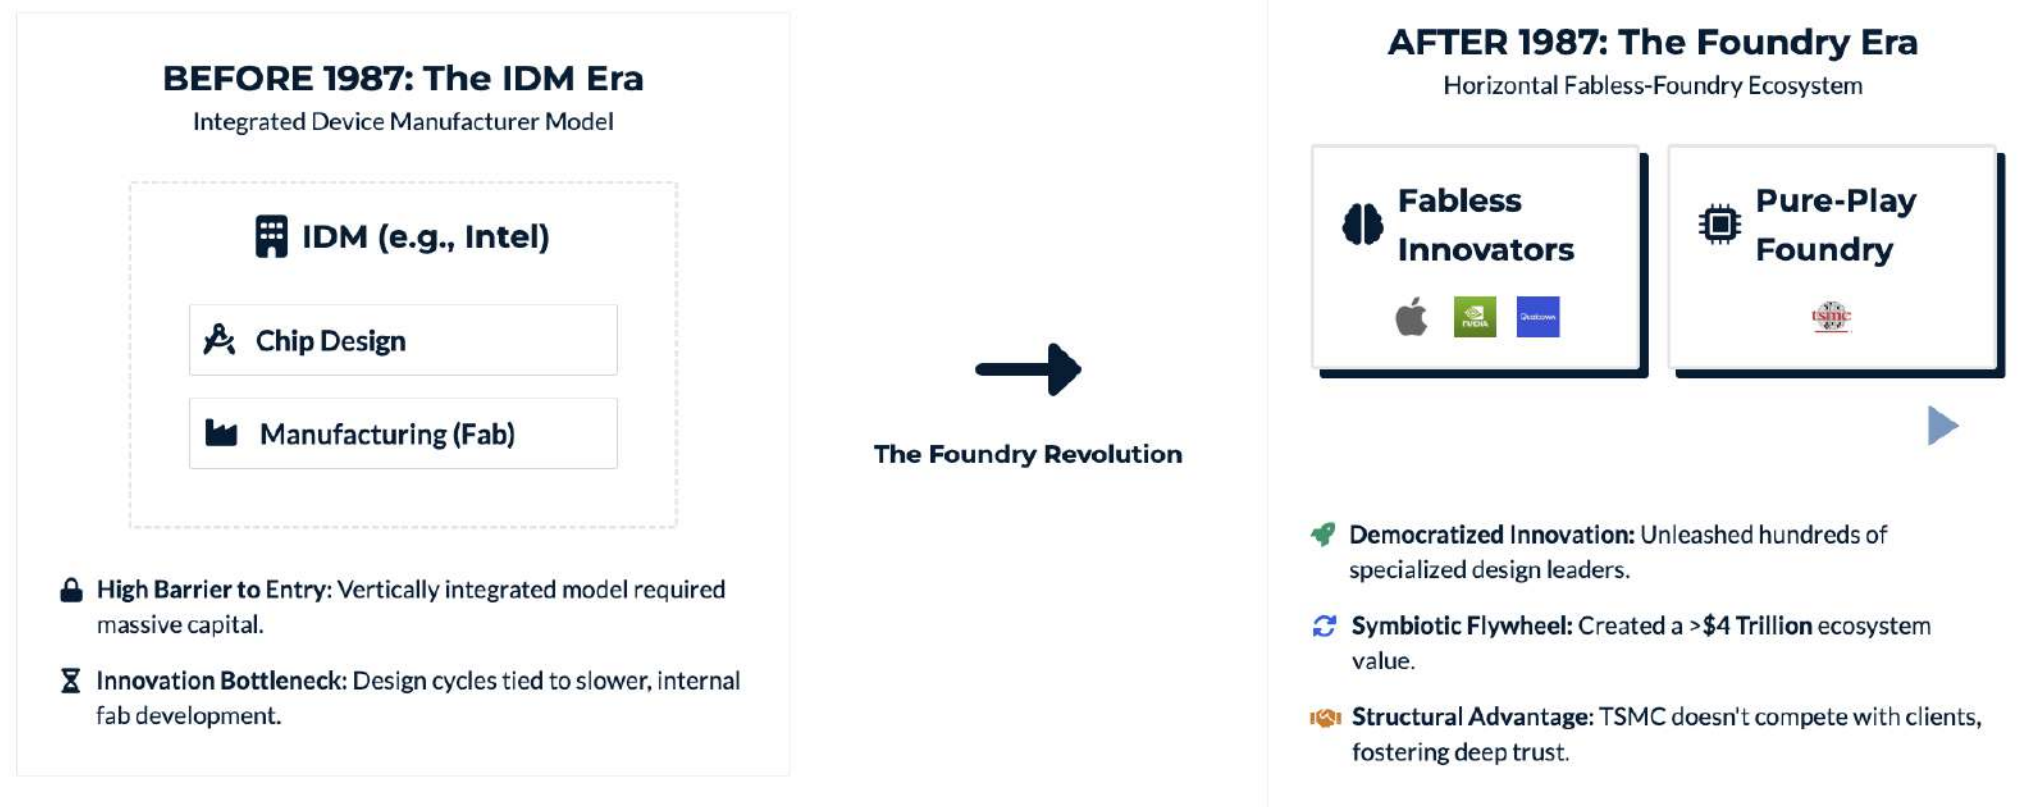 BEFORE 1987: The IDM Era
Integrated Device Manufacturer Model
IDM (e.g., Intel)
Chip Design
Manufacturing (Fab)
High Barrier to Entry: Vertically integrated model required
massive capital.
Innovation Bottleneck: Design cycles tied to slower, internal
fab development.
The Foundry Revolution
AFTER 1987: The Foundry Era
Horizontal Fabless-Foundry Ecosystem
Fabless
Innovators
NVIDIA
Qualcomm
Pure-Play
Foundry
tsmc
Democratized Innovation: Unleashed hundreds of
specialized design leaders.
Symbiotic Flywheel: Created a >$4 Trillion ecosystem
value.
Structural Advantage: TSMC doesn't compete with clients,
fostering deep trust.